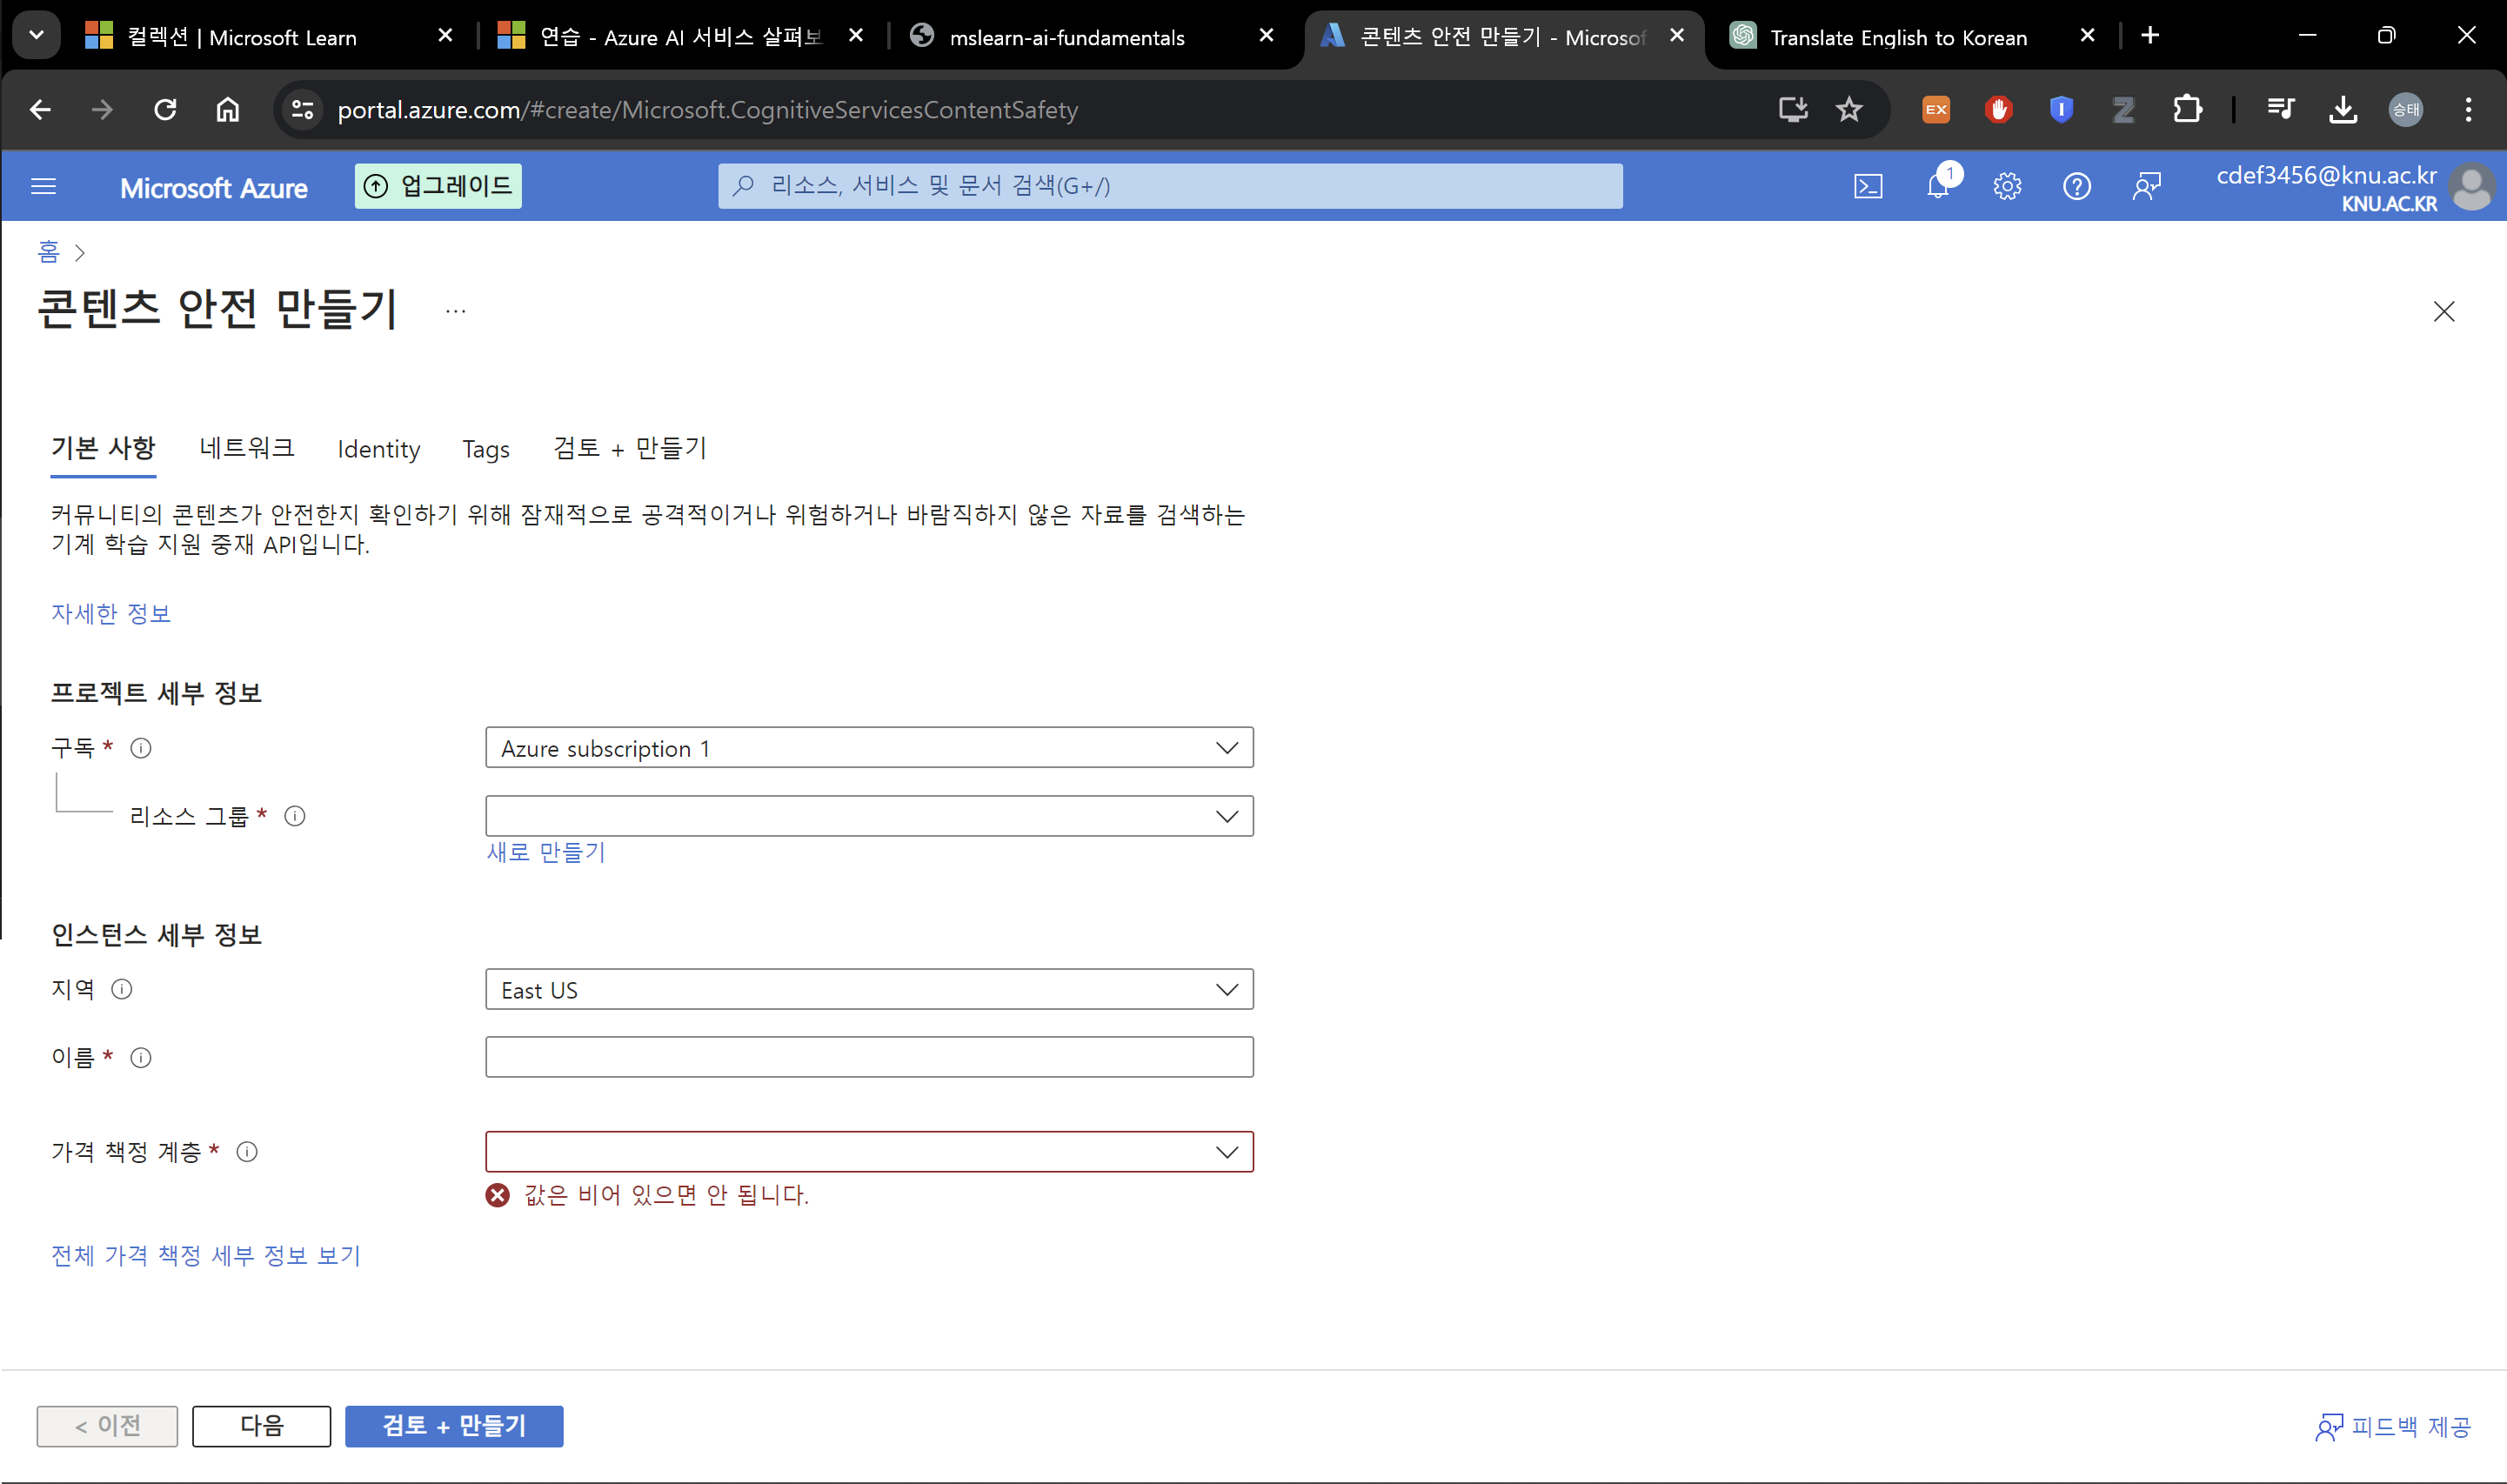 컬렉션 | Microsoft Learn
연습 - Azure AI 서비스 살펴보
mslearn-ai-fundamentals
콘텐츠 안전 만들기 - Microsof
Translate English to Korean
portal.azure.com/#create/Microsoft.CognitiveServicesContentSafety
EX
승태
Microsoft Azure
업그레이드
리소스, 서비스 및 문서 검색(G+/)
1
cdef3456@knu.ac.kr
KNU.AC.KR
홈 >
콘텐츠 안전 만들기 ...
기본 사항 네트워크 Identity Tags 검토 + 만들기
커뮤니티의 콘텐츠가 안전한지 확인하기 위해 잠재적으로 공격적이거나 위험하거나 바람직하지 않은 자료를 검색하는
기계 학습 지원 중재 API입니다.
자세한 정보
프로젝트 세부 정보
구독 * Azure subscription 1
리소스 그룹 *
새로 만들기
인스턴스 세부 정보
지역 East US
이름 *
가격 책정 계층 *
값은 비어 있으면 안 됩니다.
전체 가격 책정 세부 정보 보기
< 이전 다음 검토 + 만들기 피드백 제공